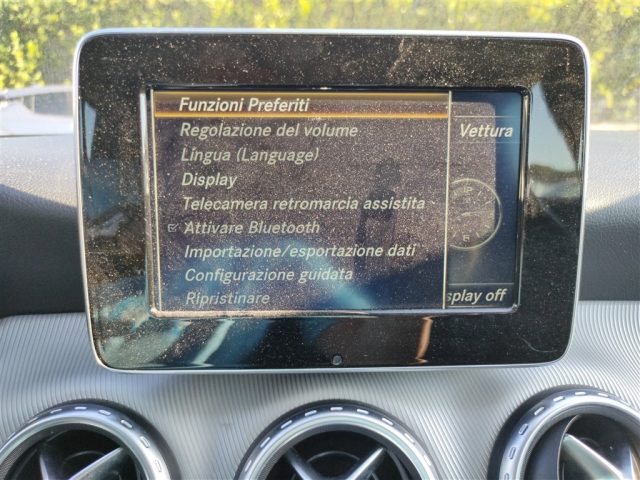 Funzioni Preferiti
Regolazione del volume
Vettura
Lingua (Language)
Display
Telecamera retromarcia assistita
Attivare Bluetooth
Importazione/esportazione dati
Configurazione guidata
Ripristinare
splay off